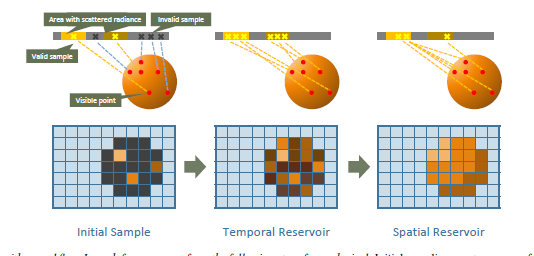 Area with scattered radiance
Invalid sample
Valid sample
Visible point
Initial Sample
Temporal Reservoir
Spatial Reservoir